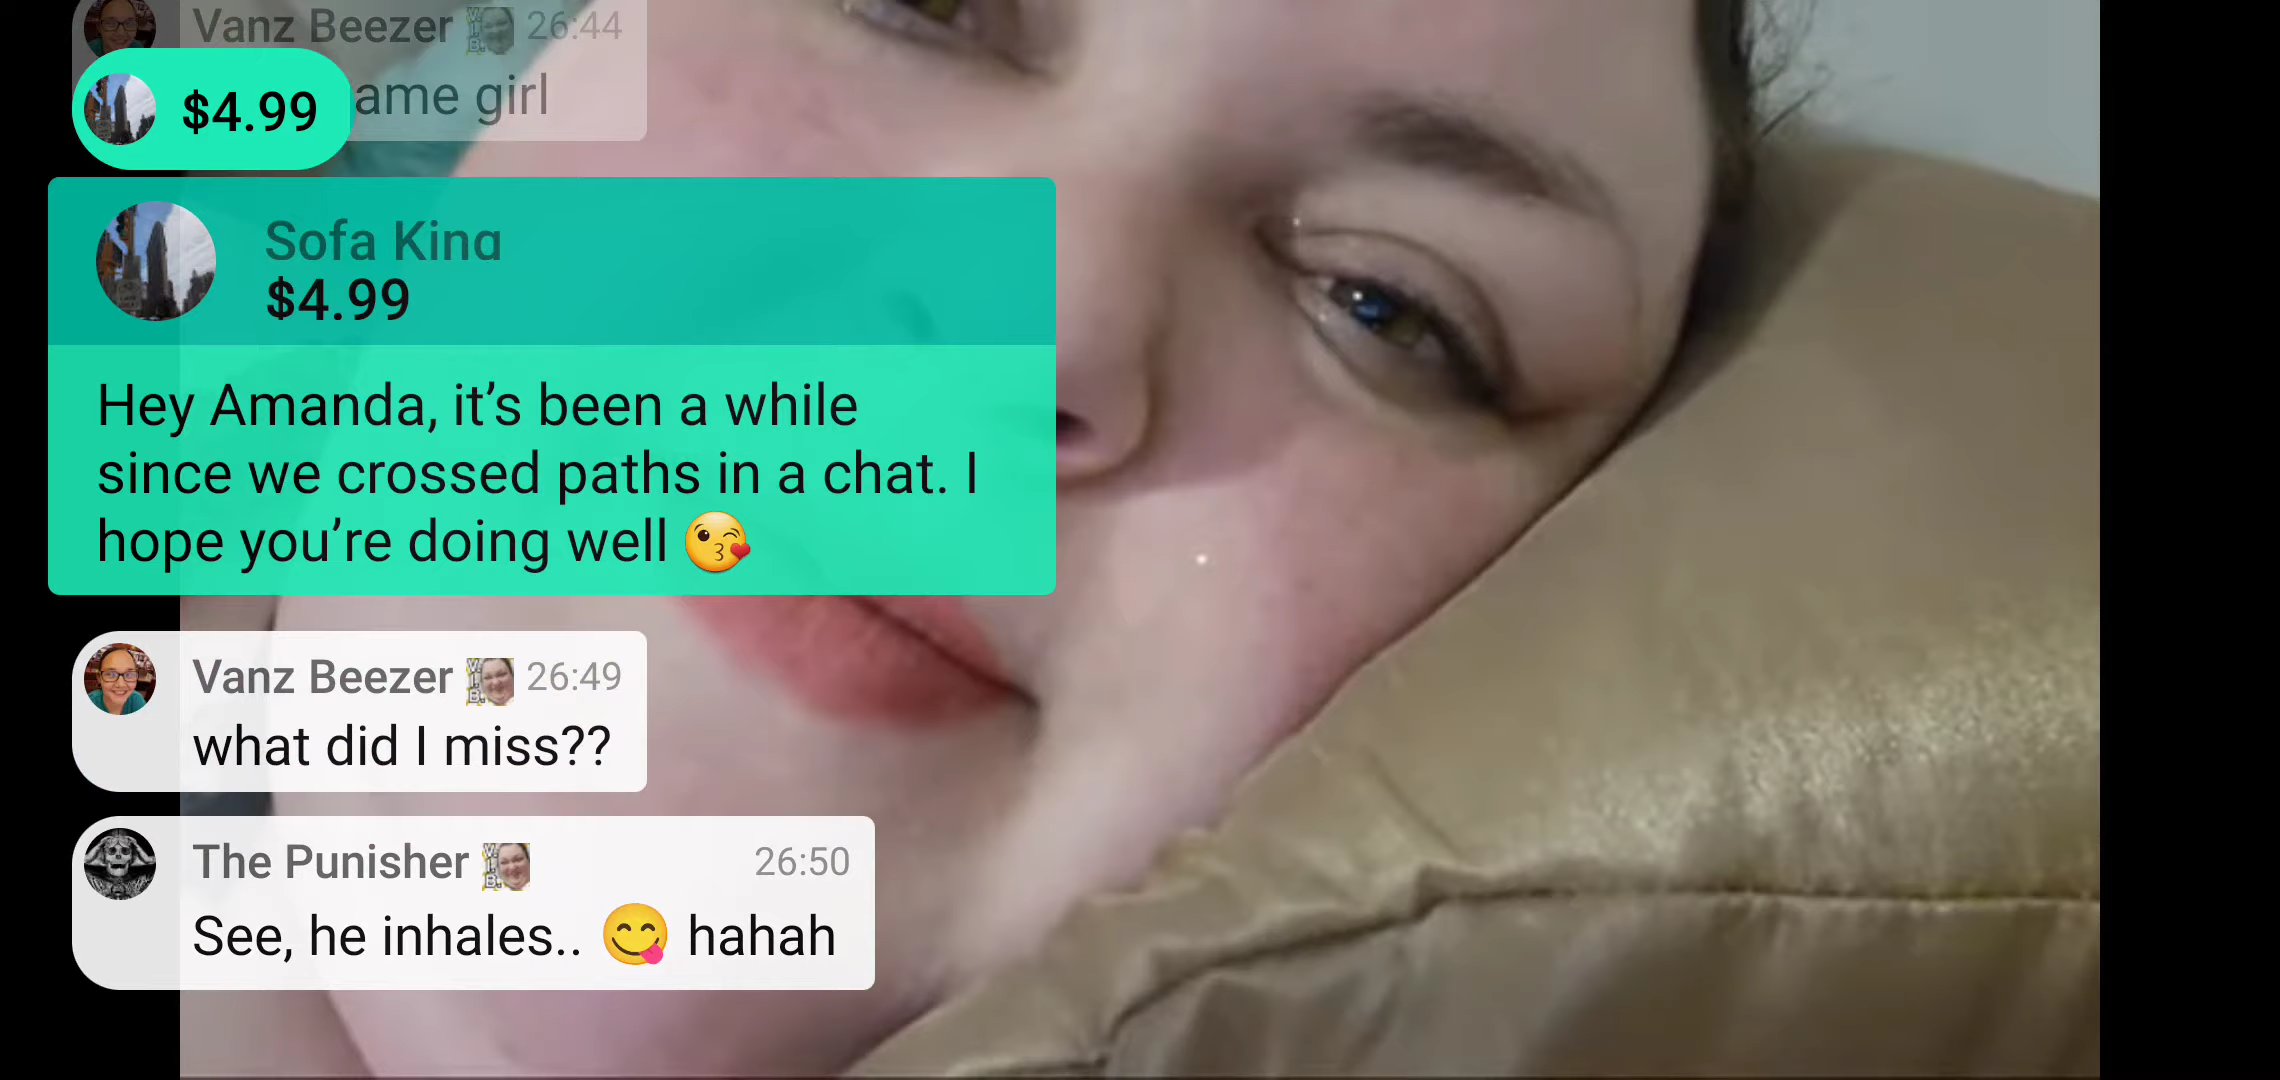 Vanz Beezer 26:44
ame girl
$4.99
Sofa King
$4.99
Hey Amanda, it’s been a while
since we crossed paths in a chat. I
hope you’re doing well 😘
Vanz Beezer 26:49
what did I miss??
The Punisher 26:50
See, he inhales.. 😋 hahah